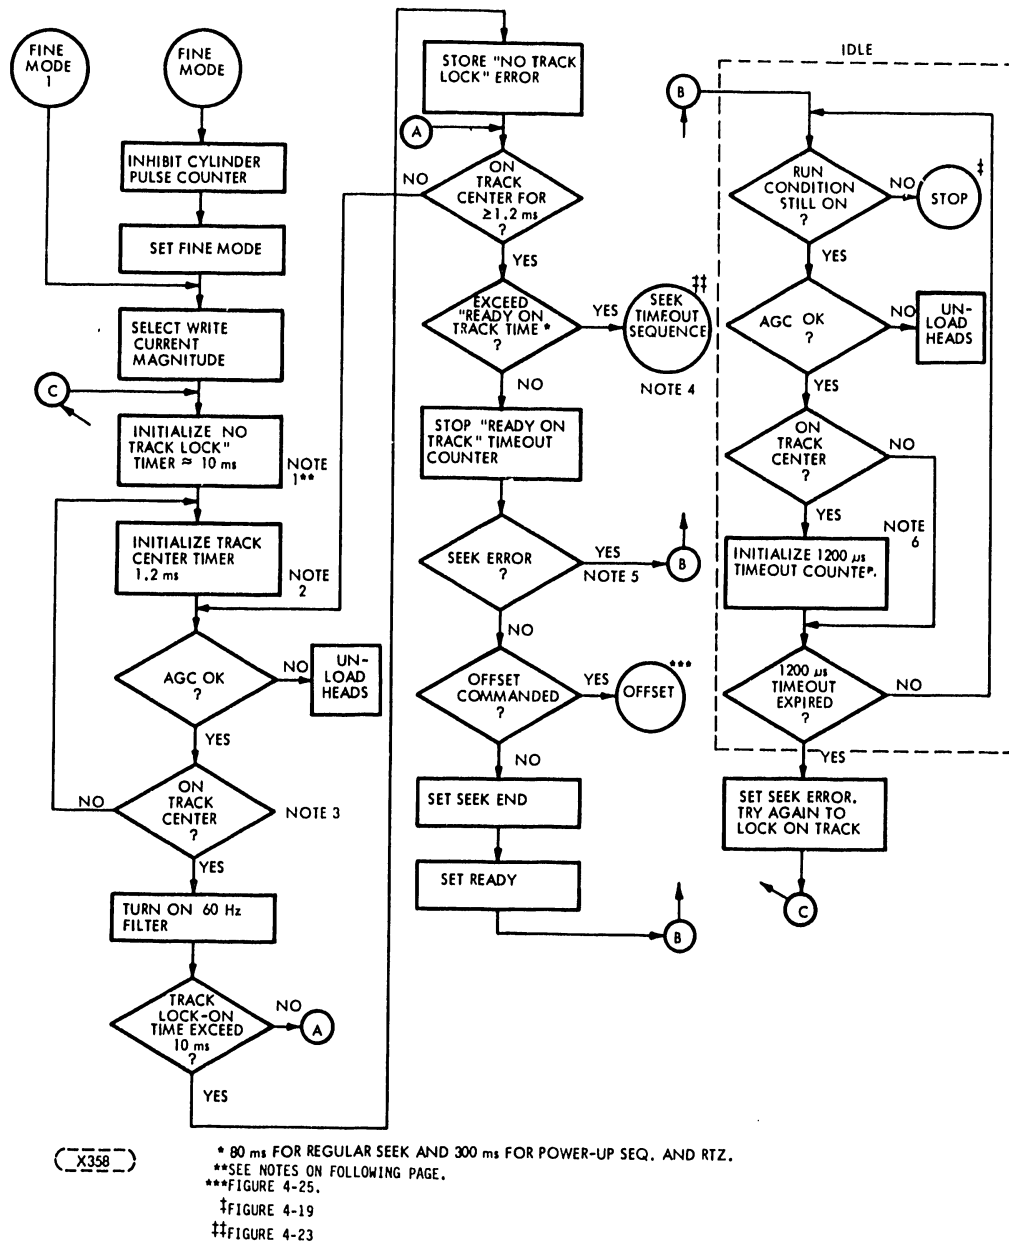 FINE
MODE
1
FINE
MODE
INHIBIT CYLINDER
PULSE COUNTER
SET FINE MODE
SELECT WRITE
CURRENT
MAGNITUDE
C
INITIALIZE NO
TRACK LOCK"
TIMER ≈ 10 ms
NOTE
1**
INITIALIZE TRACK
CENTER TIMER
1.2 ms
NOTE
2
AGC OK
?
NO
UN-
LOAD
HEADS
YES
ON
TRACK
CENTER
?
NO
NOTE 3
YES
TURN ON 60 Hz
FILTER
TRACK
LOCK-ON
TIME EXCEED
10 ms
?
NO
A
YES
STORE "NO TRACK
LOCK" ERROR
A
ON
TRACK
CENTER FOR
≥1.2 ms
?
NO
YES
EXCEED
"READY ON
TRACK TIME *
?
YES
SEEK
TIMEOUT
SEQUENCE
‡‡
NOTE 4
NO
STOP "READY ON
TRACK" TIMEOUT
COUNTER
SEEK ERROR
?
YES
NOTE 5
B
NO
OFFSET
COMMANDED
?
YES
OFFSET
***
NO
SET SEEK END
SET READY
B
IDLE
B
RUN
CONDITION
STILL ON
?
NO
STOP
‡
YES
AGC OK
?
NO
UN-
LOAD
HEADS
YES
ON
TRACK
CENTER
?
NO
YES
NOTE
6
INITIALIZE 1200 µs
TIMEOUT COUNTER.
1200 µs
TIMEOUT
EXPIRED
?
NO
YES
SET SEEK ERROR.
TRY AGAIN TO
LOCK ON TRACK
C
X358
* 80 ms FOR REGULAR SEEK AND 300 ms FOR POWER-UP SEQ. AND RTZ.
**SEE NOTES ON FOLLOWING PAGE.
***FIGURE 4-25.
‡FIGURE 4-19
‡‡FIGURE 4-23